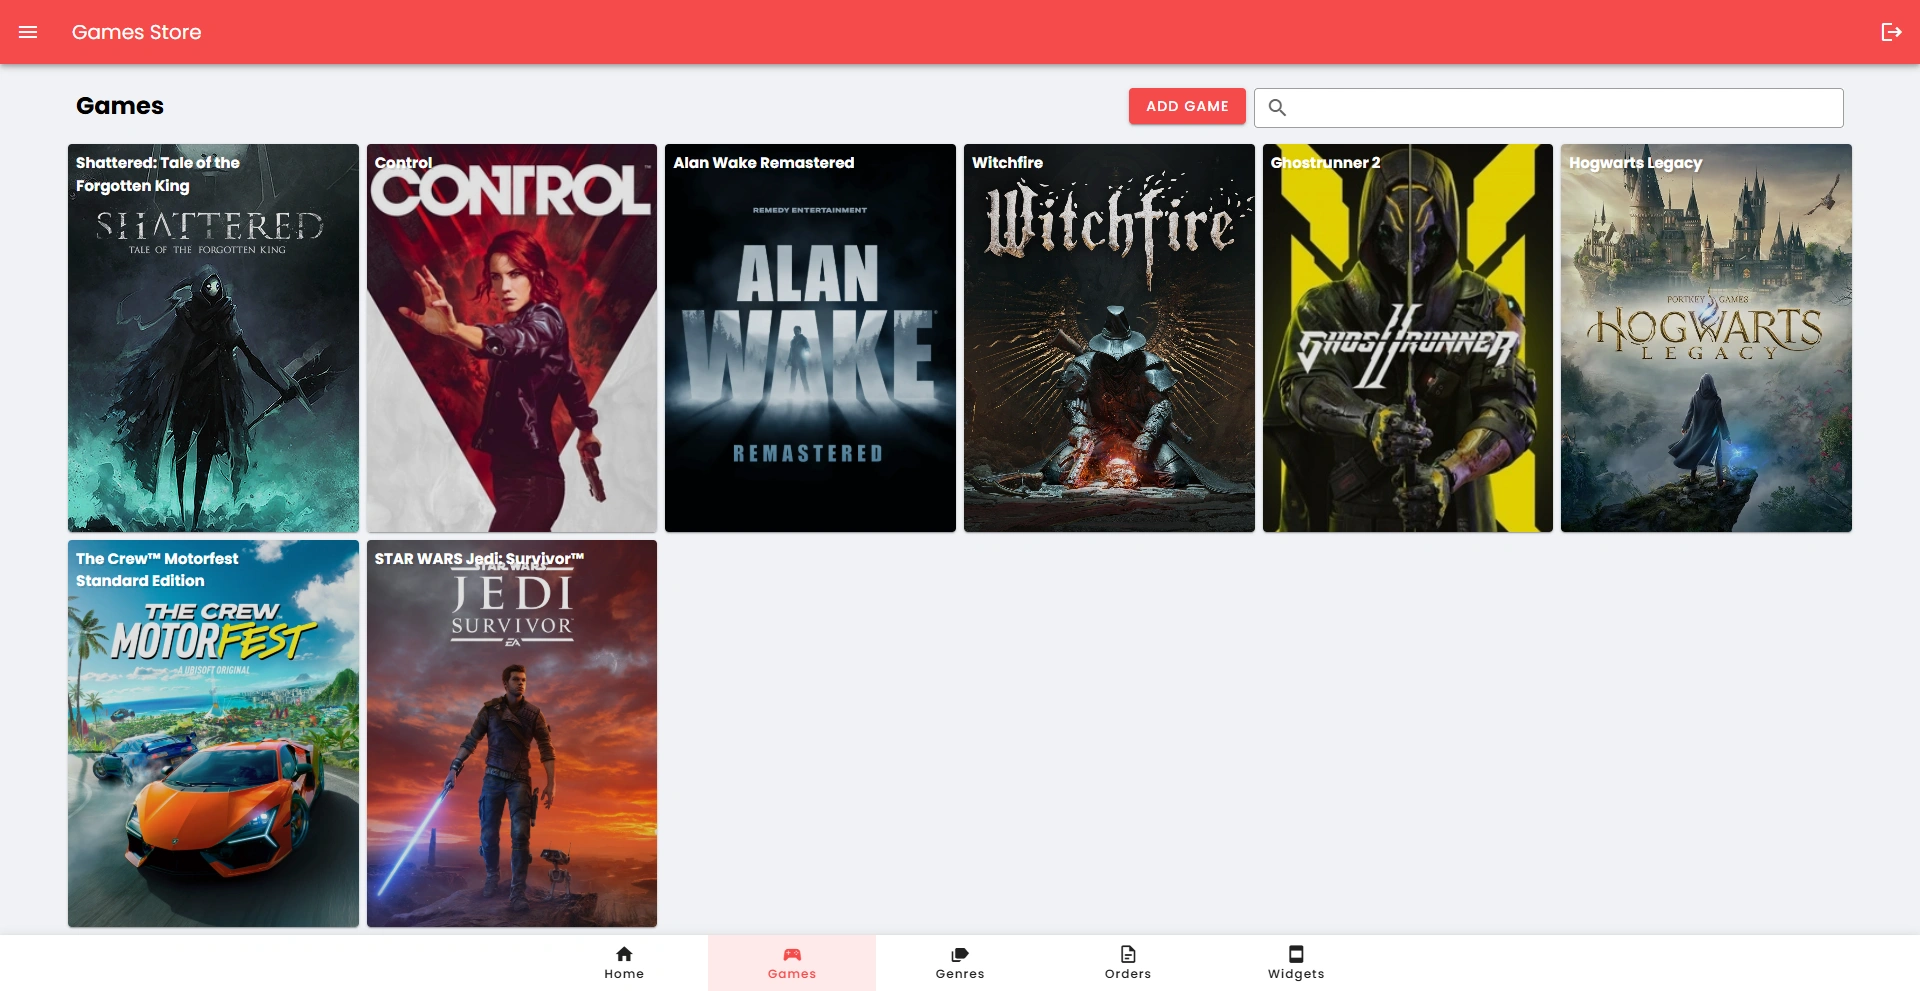 Games Store
Games
ADD GAME
Shattered: Tale of the
Forgotten King
SHATTERED
TALE OF THE FORGOTTEN KING
Control
CONTROL
Alan Wake Remastered
REMEDY ENTERTAINMENT
ALAN
WAKE
REMASTERED
Witchfire
Witchfire
Ghostrunner 2
GHOSTRUNNER
II
Hogwarts Legacy
PORTKEY GAMES
HOGWARTS
LEGACY
The Crew™ Motorfest
Standard Edition
THE CREW
MOTORFEST
A UBISOFT ORIGINAL
STAR WARS Jedi: Survivor™
STAR WARS
JEDI
SURVIVOR
EA
Home
Games
Genres
Orders
Widgets